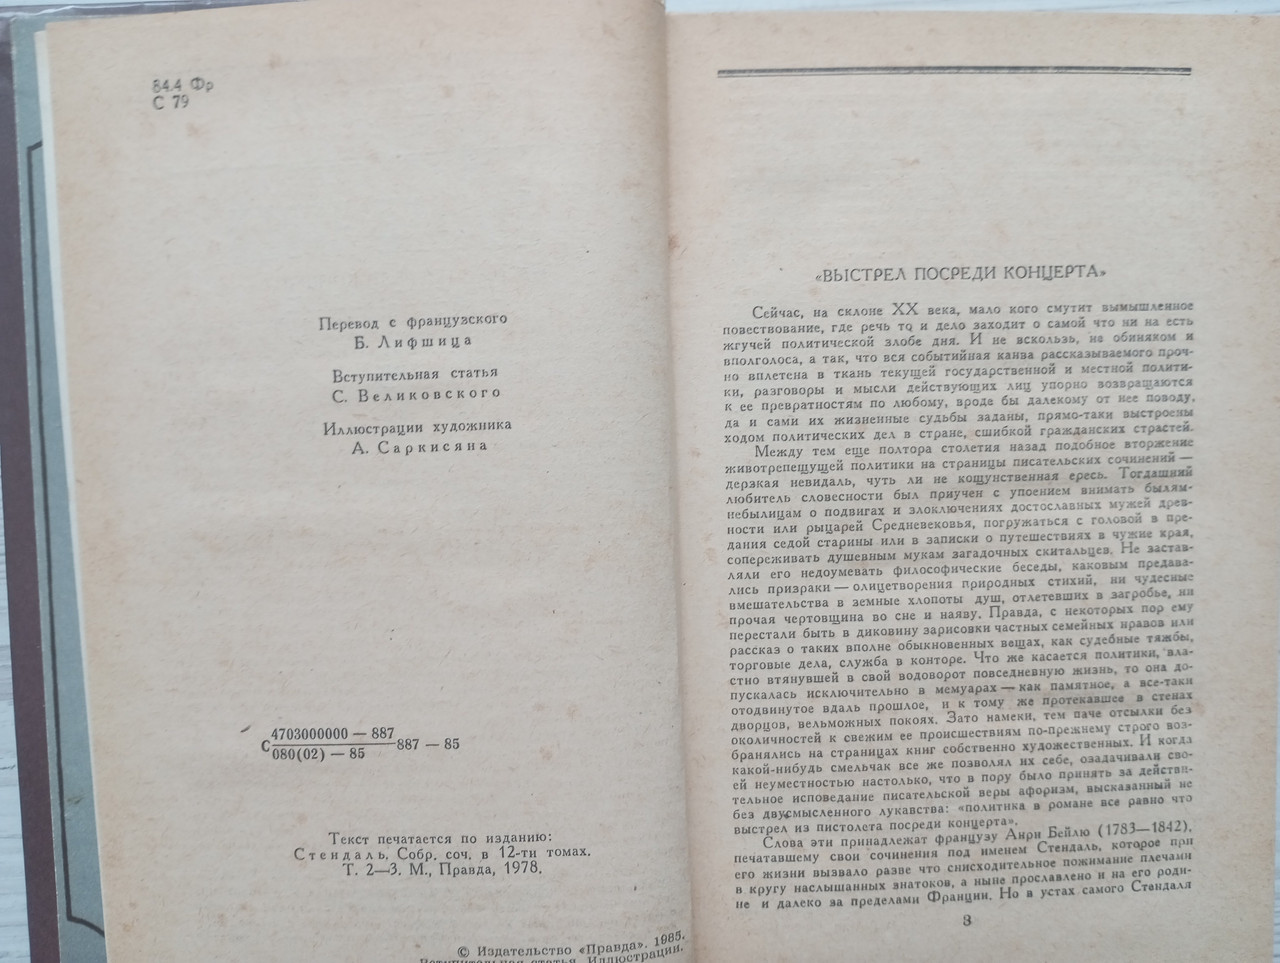 84.4 Фр
С 79
Перевод с французского
Б. Лифшица
Вступительная статья
С. Великовского
Иллюстрации художника
А. Саркисяна
4703000000 — 887
С 887 — 85
080(02) — 85
Текст печатается по изданию:
Стендаль, Собр. соч. в 12-ти томах.
Т. 2—3. М., Правда, 1978.
© Издательство «Правда». 1985.
Вступительная статья. Иллюстрации.
«ВЫСТРЕЛ ПОСРЕДИ КОНЦЕРТА»
Сейчас, на склоне XX века, мало кого смутит вымышленное
повествование, где речь то и дело заходит о самой что ни на есть
жгучей политической злобе дня. И не вскользь, не обиняком и
вполголоса, а так, что вся событийная канва рассказываемого проч-
но вплетена в ткань текущей государственной и местной полити-
ки, разговоры и мысли действующих лиц упорно возвращаются
к ее превратностям по любому, вроде бы далекому от нее поводу,
да и сами их жизненные судьбы заданы, прямо-таки выстроены
ходом политических дел в стране, сшибкой гражданских страстей.
Между тем еще полтора столетия назад подобное вторжение
животрепещущей политики на страницы писательских сочинений —
дерзкая невидаль, чуть ли не кощунственная ересь. Тогдашний
любитель словесности был приучен с упоением внимать былям-
небылицам о подвигах и злоключениях достославных мужей древ-
ности или рыцарей Средневековья, погружаться с головой в пре-
дания седой старины или в записки о путешествиях в чужие края,
сопереживать душевным мукам загадочных скитальцев. Не застав-
ляли его недоумевать философические беседы, каковым предава-
лись призраки — олицетворения природных стихий, ни чудесные
вмешательства в земные хлопоты душ, отлетевших в загробье, ни
прочая чертовщина во сне и наяву. Правда, с некоторых пор ему
перестали быть в диковину зарисовки частных семейных нравов или
рассказ о таких вполне обыкновенных вещах, как судебные тяжбы,
торговые дела, служба в конторе. Что же касается политики, вла-
стно втянувшей в свой водоворот повседневную жизнь, то она до-
пускалась исключительно в мемуарах — как памятное, а все-таки
отодвинутое вдаль прошлое, и к тому же протекавшее в стенах
дворцов, вельможных покоях. Зато намеки, тем паче отсылки без
околичностей к свежим ее происшествиям по-прежнему строго воз-
бранялись на страницах книг собственно художественных. И когда
какой-нибудь смельчак все же позволял их себе, озадачивали сво-
ей неуместностью настолько, что в пору было принять за действи-
тельное исповедание писательской веры афоризм, высказанный не
без двусмысленного лукавства: «политика в романе все равно что
выстрел из пистолета посреди концерта».
Слова эти принадлежат французу Анри Бейлю (1783—1842),
печатавшему свои сочинения под именем Стендаль, которое при
его жизни вызвало разве что снисходительное пожимание плечами
в кругу наслышанных знатоков, а ныне прославлено и на его роди-
не и далеко за пределами Франции. Но в устах самого Стендаля
3